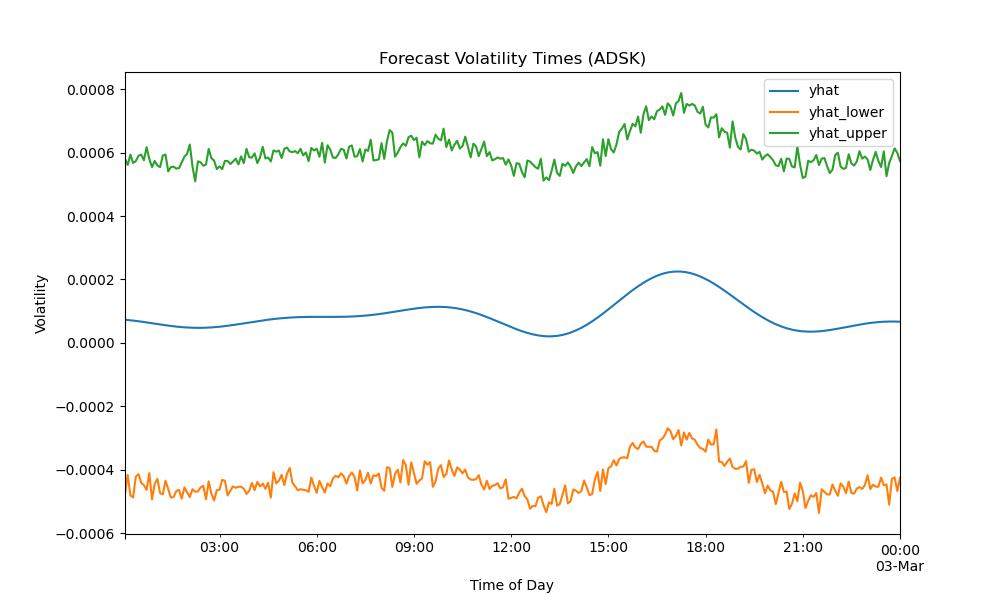 Forecast Volatility Times (ADSK)
0.0008
0.0006
0.0004
0.0002
0.0000
−0.0002
−0.0004
−0.0006
Volatility
yhat
yhat_lower
yhat_upper
03:00
06:00
09:00
12:00
15:00
18:00
21:00
00:00
03-Mar
Time of Day